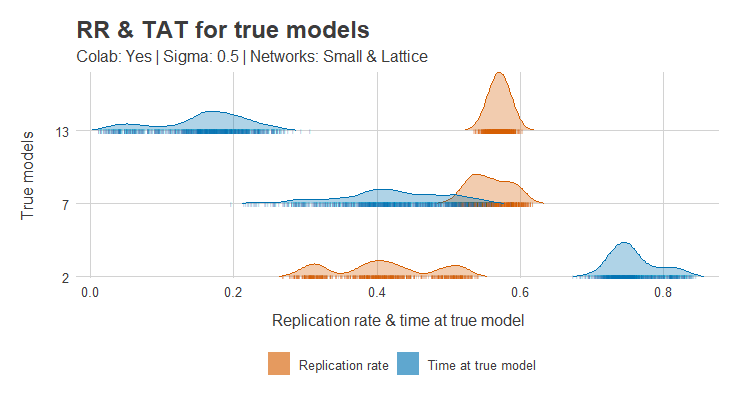 RR & TAT for true models
Colab: Yes | Sigma: 0.5 | Networks: Small & Lattice
True models
13
7
2
0.0 0.2 0.4 0.6 0.8
Replication rate & time at true model
Replication rate Time at true model